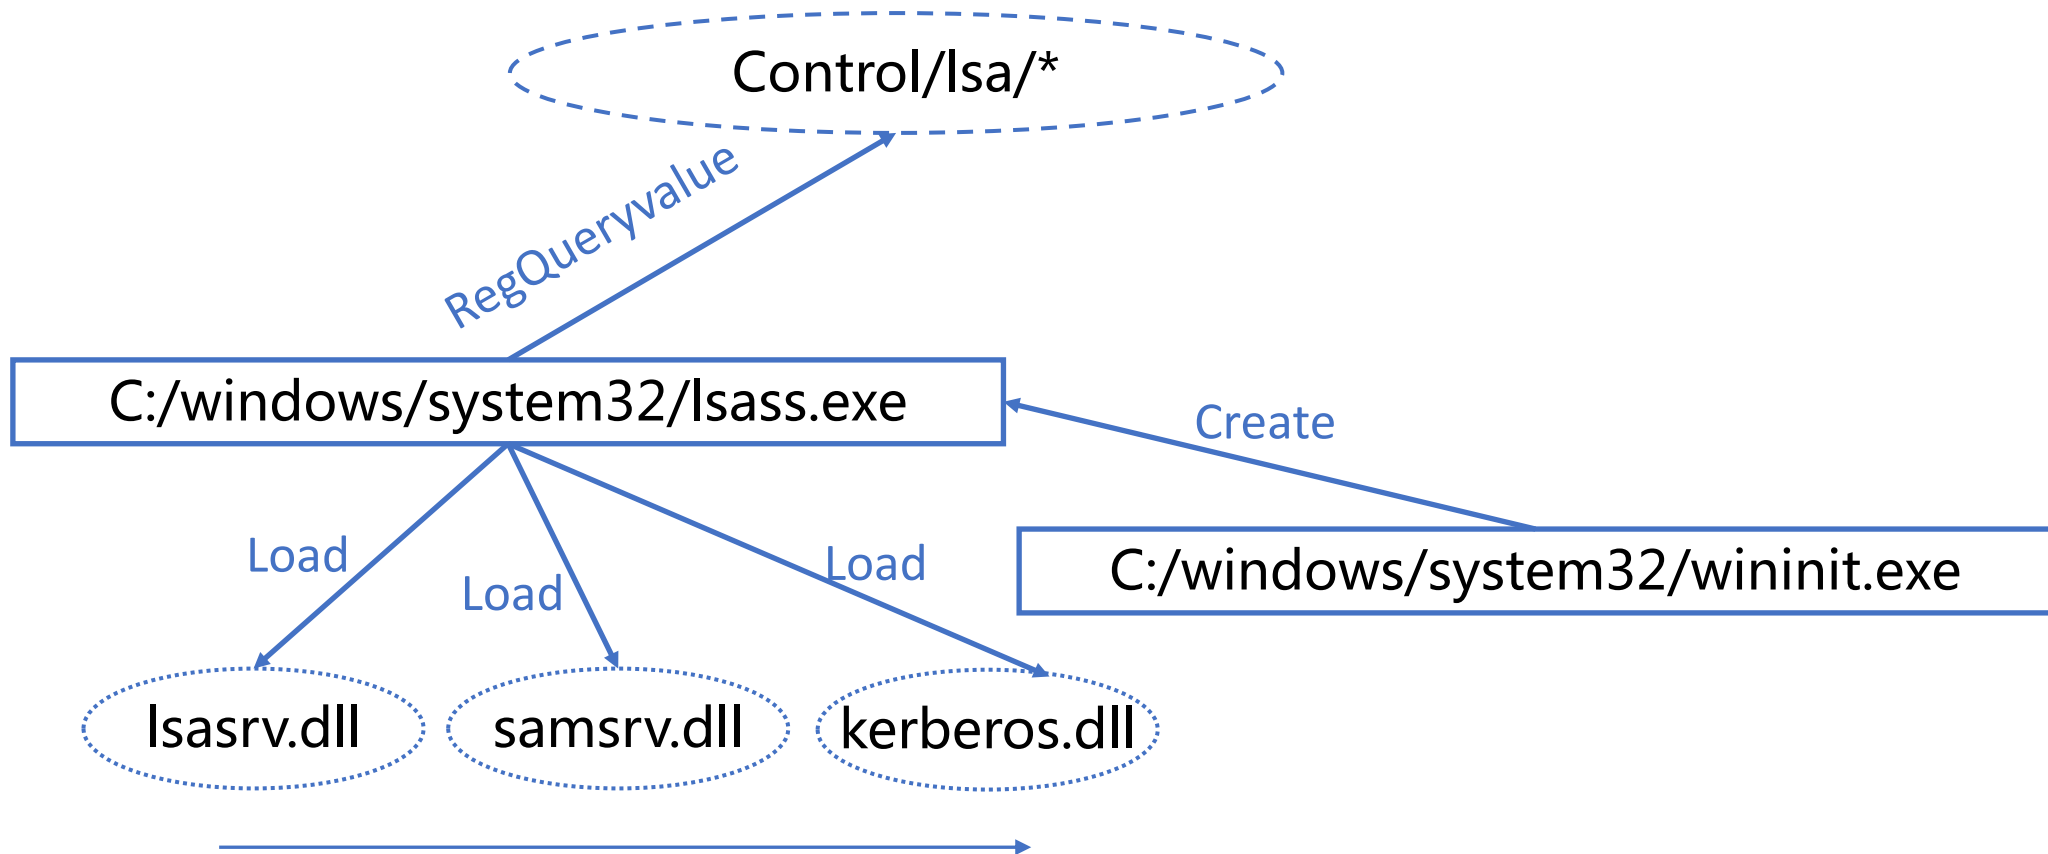 Control/lsa/*
RegQueryvalue
C:/windows/system32/lsass.exe
Create
C:/windows/system32/wininit.exe
Load
Load
Load
lsasrv.dll
samsrv.dll
kerberos.dll